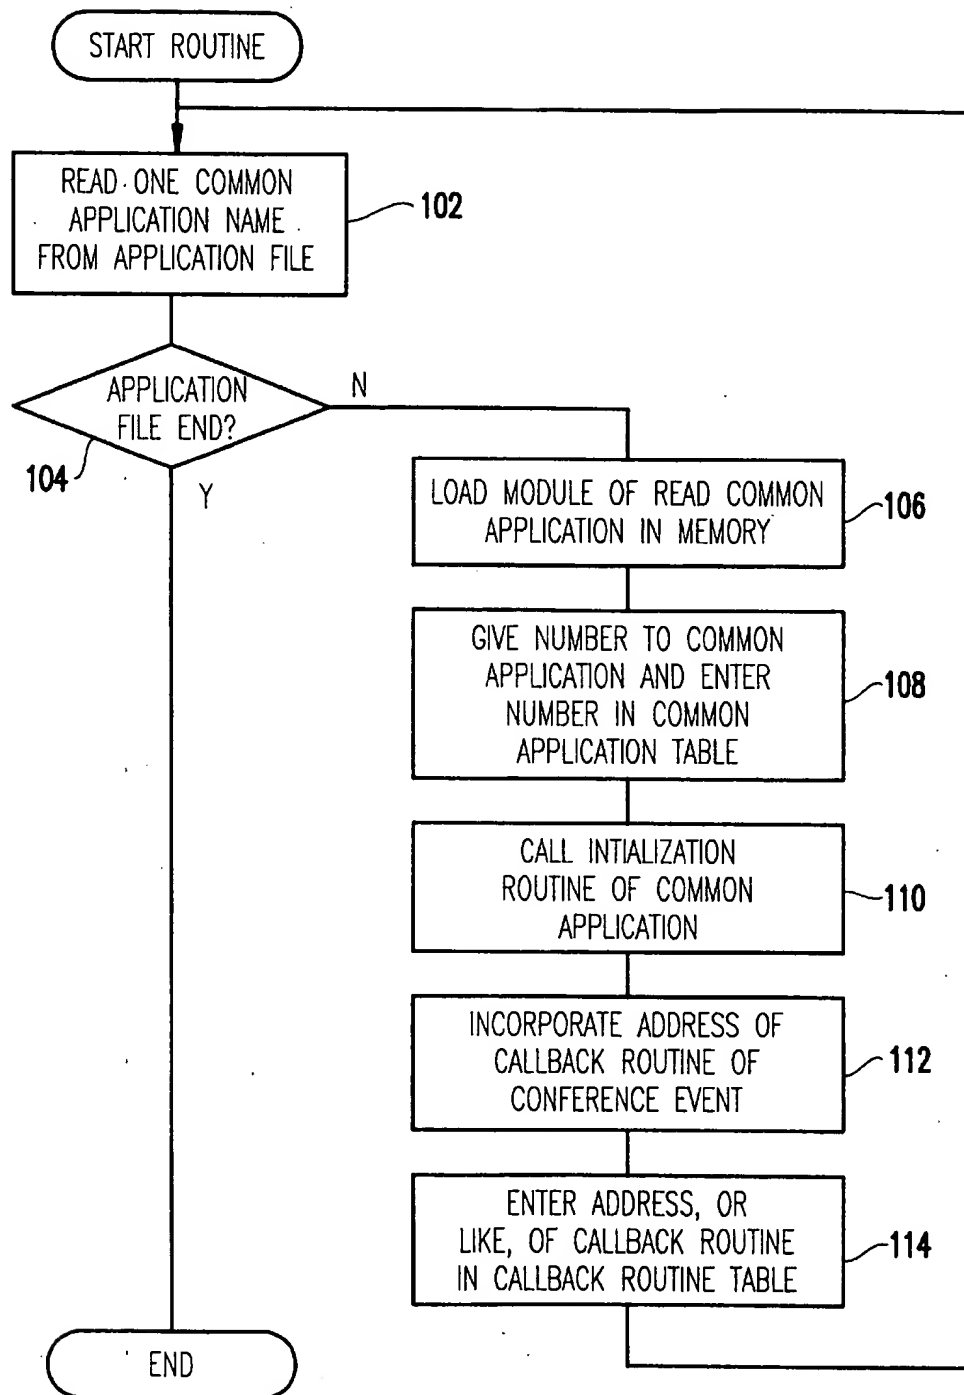 START ROUTINE
READ ONE COMMON
APPLICATION NAME
FROM APPLICATION FILE
102
APPLICATION
FILE END?
104
N
Y
LOAD MODULE OF READ COMMON
APPLICATION IN MEMORY
106
GIVE NUMBER TO COMMON
APPLICATION AND ENTER
NUMBER IN COMMON
APPLICATION TABLE
108
CALL INTIALIZATION
ROUTINE OF COMMON
APPLICATION
110
INCORPORATE ADDRESS OF
CALLBACK ROUTINE OF
CONFERENCE EVENT
112
ENTER ADDRESS, OR
LIKE, OF CALLBACK ROUTINE
IN CALLBACK ROUTINE TABLE
114
END